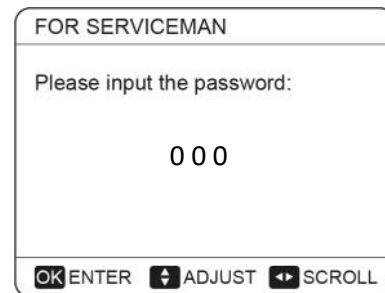 FOR SERVICEMAN
Please input the password:
0 0 0
OK ENTER ADJUST SCROLL